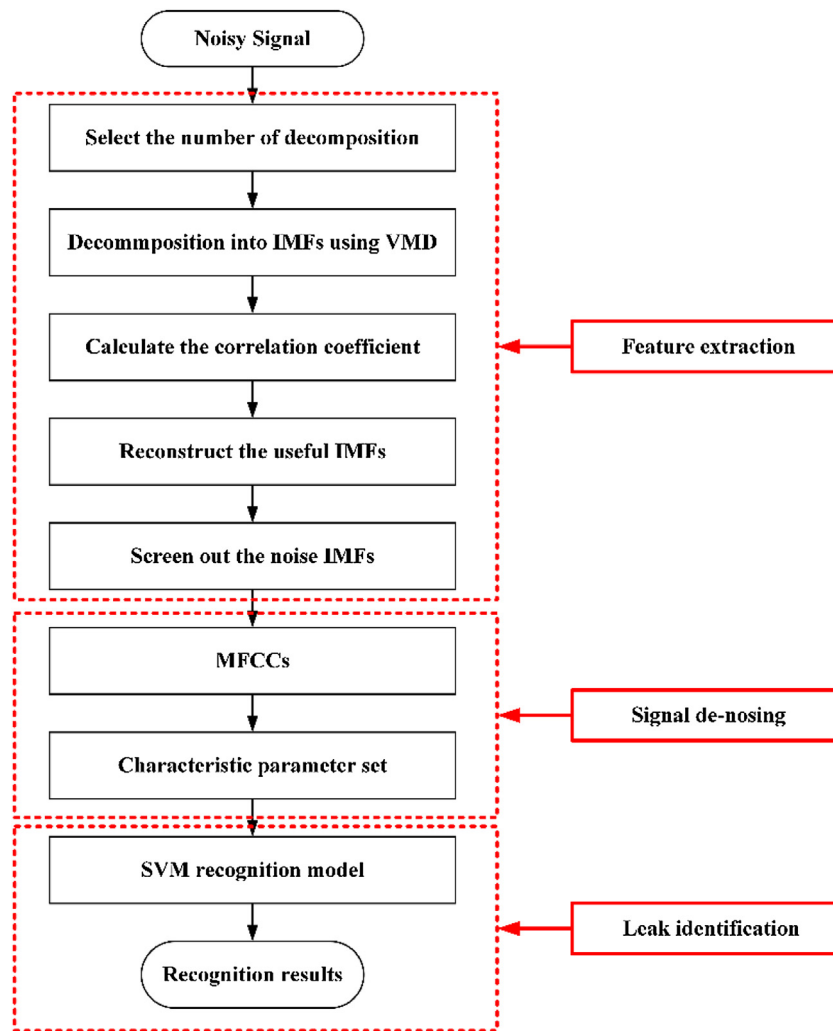 Noisy Signal
Select the number of decomposition
Decommposition into IMFs using VMD
Calculate the correlation coefficient
Feature extraction
Reconstruct the useful IMFs
Screen out the noise IMFs
MFCCs
Signal de-nosing
Characteristic parameter set
SVM recognition model
Leak identification
Recognition results